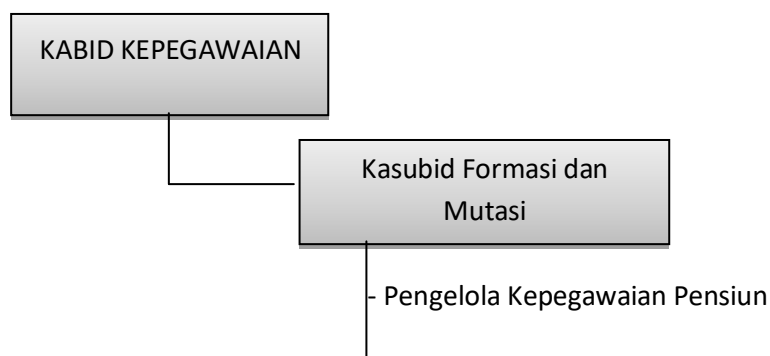 KABID KEPEGAWAIAN
Kasubid Formasi dan
Mutasi
- Pengelola Kepegawaian Pensiun